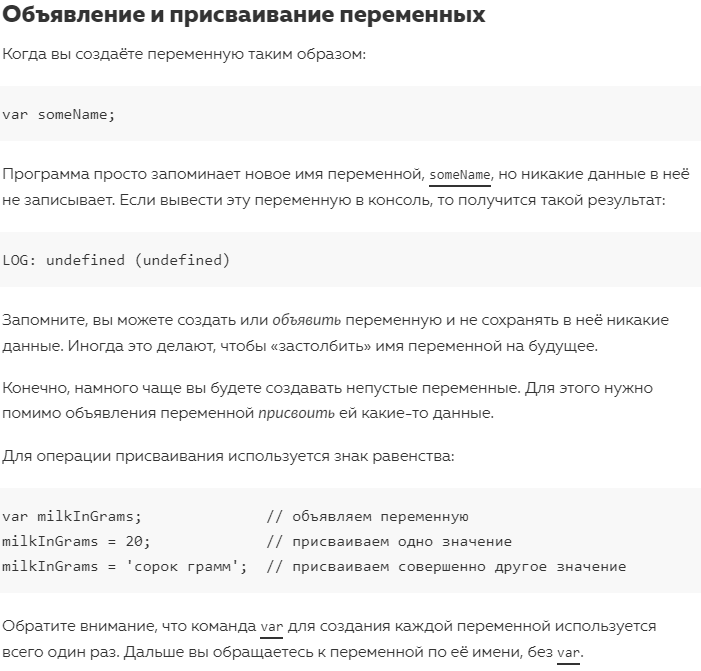 Объявление и присваивание переменных
Когда вы создаёте переменную таким образом:
var someName;
Программа просто запоминает новое имя переменной, someName, но никакие данные в неё
не записывает. Если вывести эту переменную в консоль, то получится такой результат:
LOG: undefined (undefined)
Запомните, вы можете создать или объявить переменную и не сохранять в неё никакие
данные. Иногда это делают, чтобы «застолбить» имя переменной на будущее.
Конечно, намного чаще вы будете создавать непустые переменные. Для этого нужно
помимо объявления переменной присвоить ей какие-то данные.
Для операции присваивания используется знак равенства:
var milkInGrams;              // объявляем переменную
milkInGrams = 20;             // присваиваем одно значение
milkInGrams = 'сорок грамм';  // присваиваем совершенно другое значение
Обратите внимание, что команда var для создания каждой переменной используется
всего один раз. Дальше вы обращаетесь к переменной по её имени, без var.